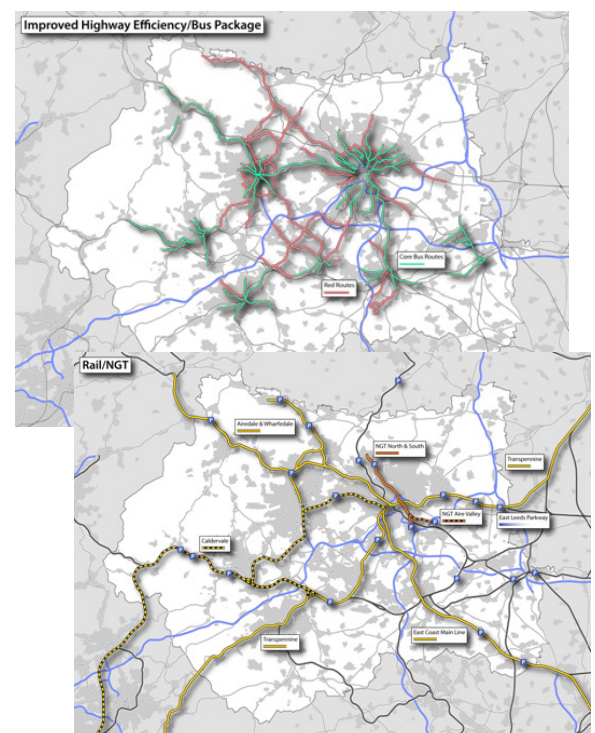 Improved Highway Efficiency/Bus Package
Core Bus Routes
Red Routes
Rail/NGT
Airedale & Wharfedale
NGT North & South
Transpennine
NGT Aire Valley
East Leeds Parkway
Caldervale
Transpennine
East Coast Main Line